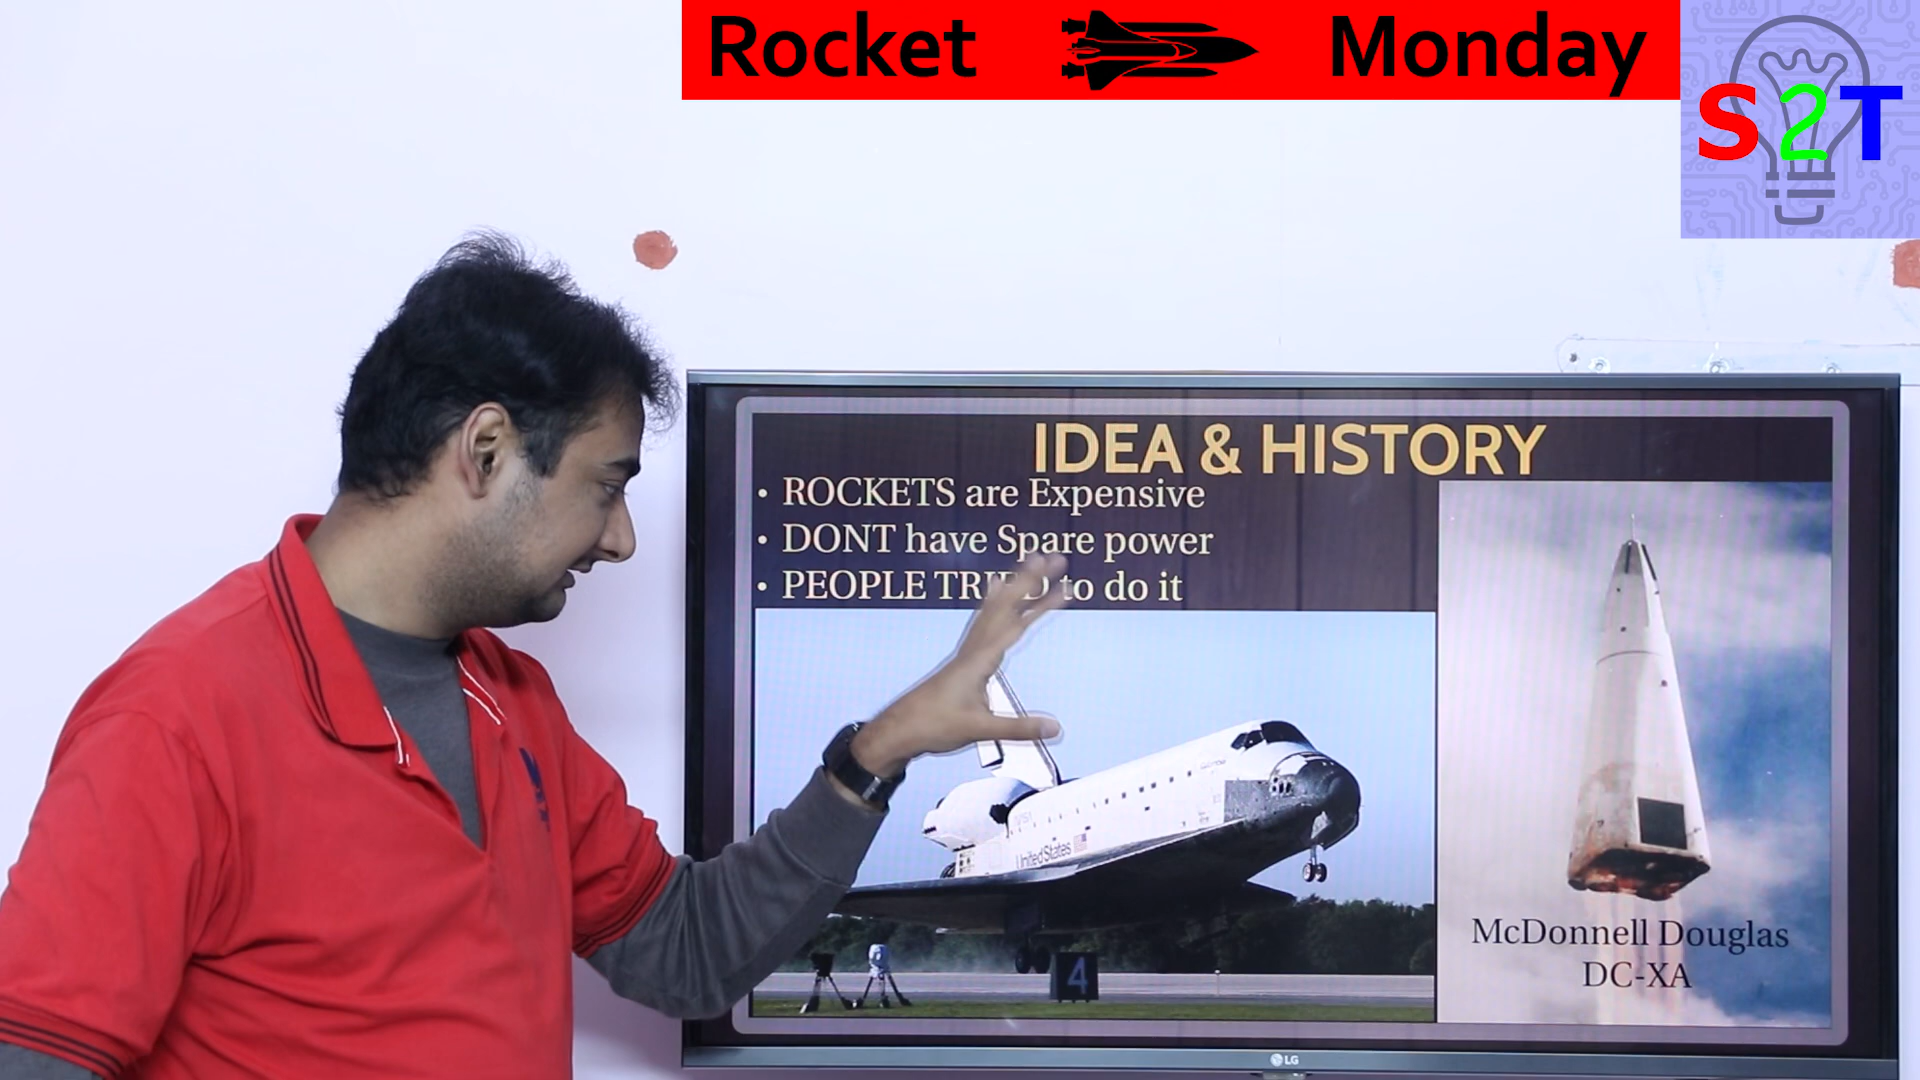 Rocket Monday
S2T
IDEA & HISTORY
• ROCKETS are Expensive
• DONT have Spare power
• PEOPLE TRIED to do it
United States
4
McDonnell Douglas
DC-XA
LG